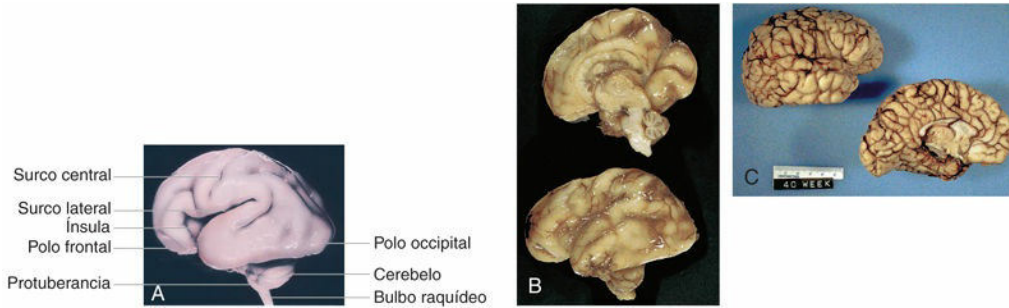 Surco central
Surco lateral
Ínsula
Polo frontal
Protuberancia
Polo occipital
Cerebelo
Bulbo raquídeo
A
B
C
40 WEEK